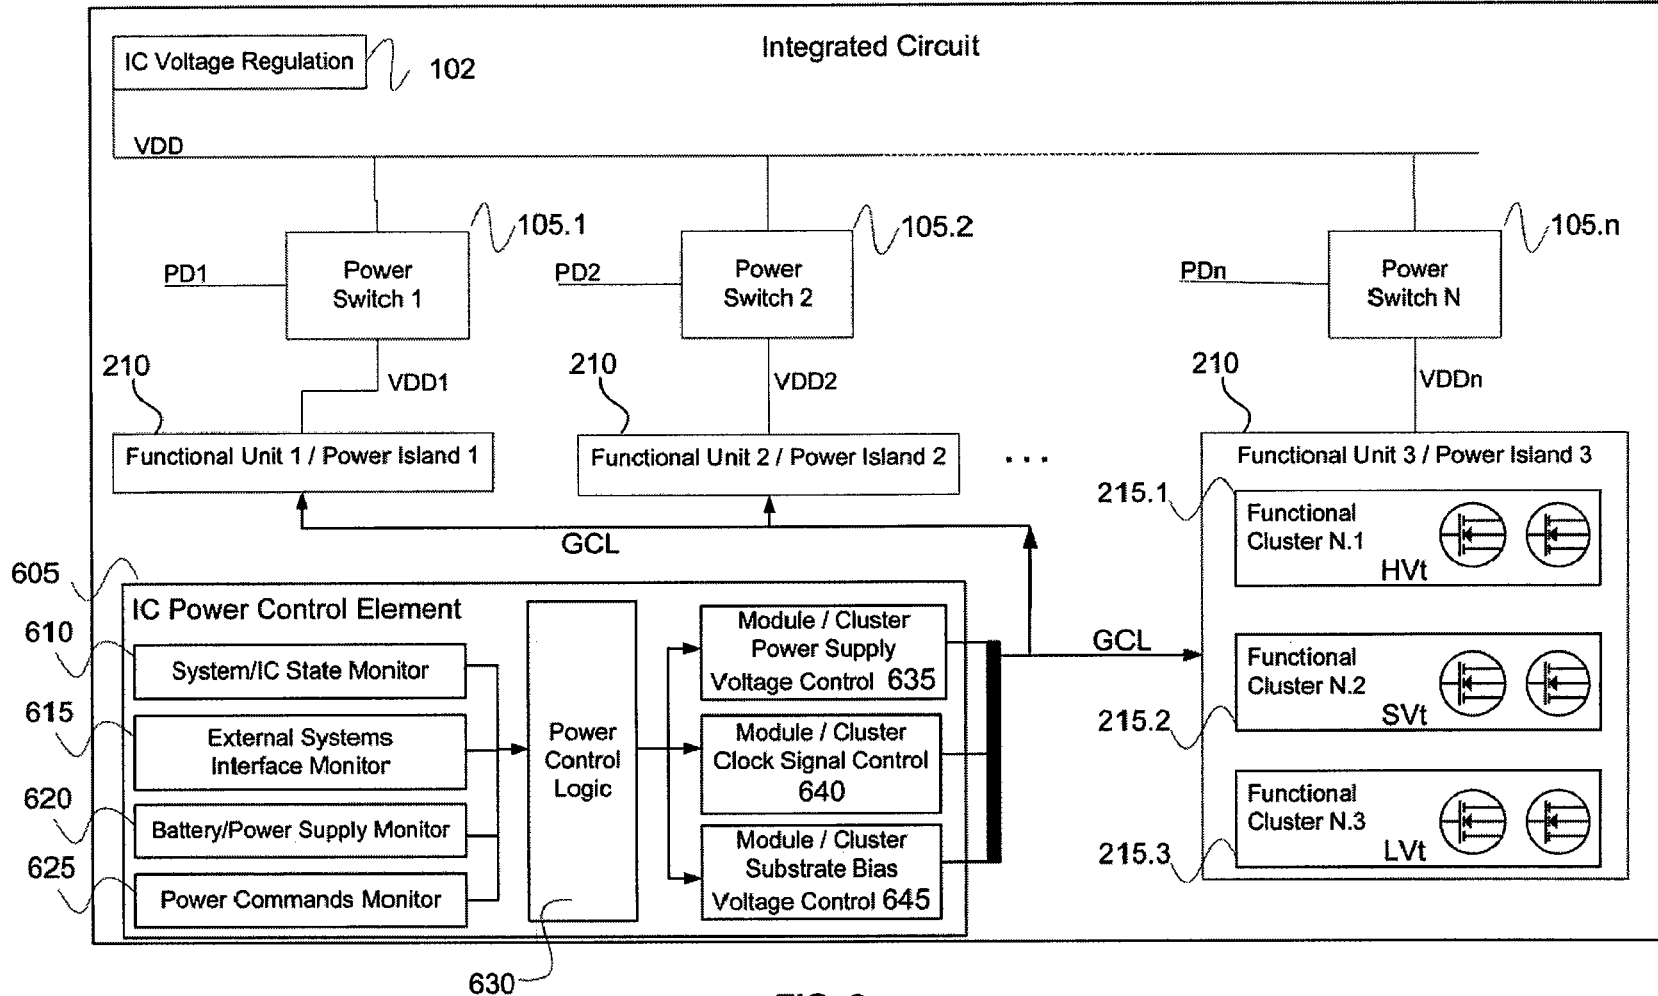 Integrated Circuit
IC Voltage Regulation
102
VDD
105.1
105.2
105.n
PD1
Power
Switch 1
PD2
Power
Switch 2
PDn
Power
Switch N
210
VDD1
210
VDD2
210
VDDn
Functional Unit 1 / Power Island 1
Functional Unit 2 / Power Island 2
. . .
Functional Unit 3 / Power Island 3
215.1
Functional
Cluster N.1
HVt
GCL
605
IC Power Control Element
610
System/IC State Monitor
615
External Systems
Interface Monitor
620
Battery/Power Supply Monitor
625
Power Commands Monitor
Power
Control
Logic
630
Module / Cluster
Power Supply
Voltage Control 635
Module / Cluster
Clock Signal Control
640
Module / Cluster
Substrate Bias
Voltage Control 645
GCL
Functional
Cluster N.2
SVt
215.2
Functional
Cluster N.3
LVt
215.3